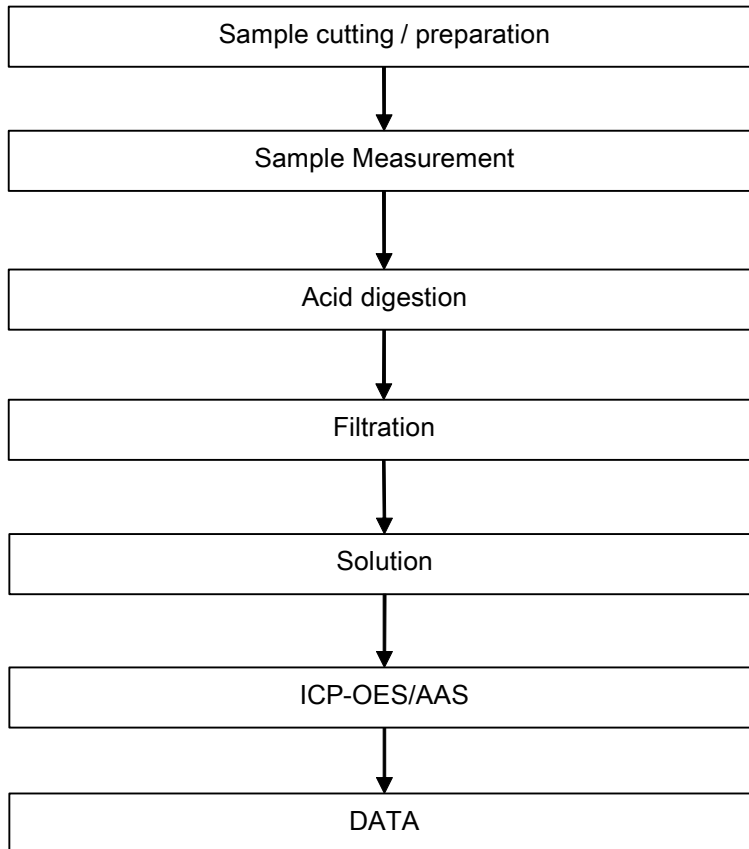 Sample cutting / preparation
Sample Measurement
Acid digestion
Filtration
Solution
ICP-OES/AAS
DATA